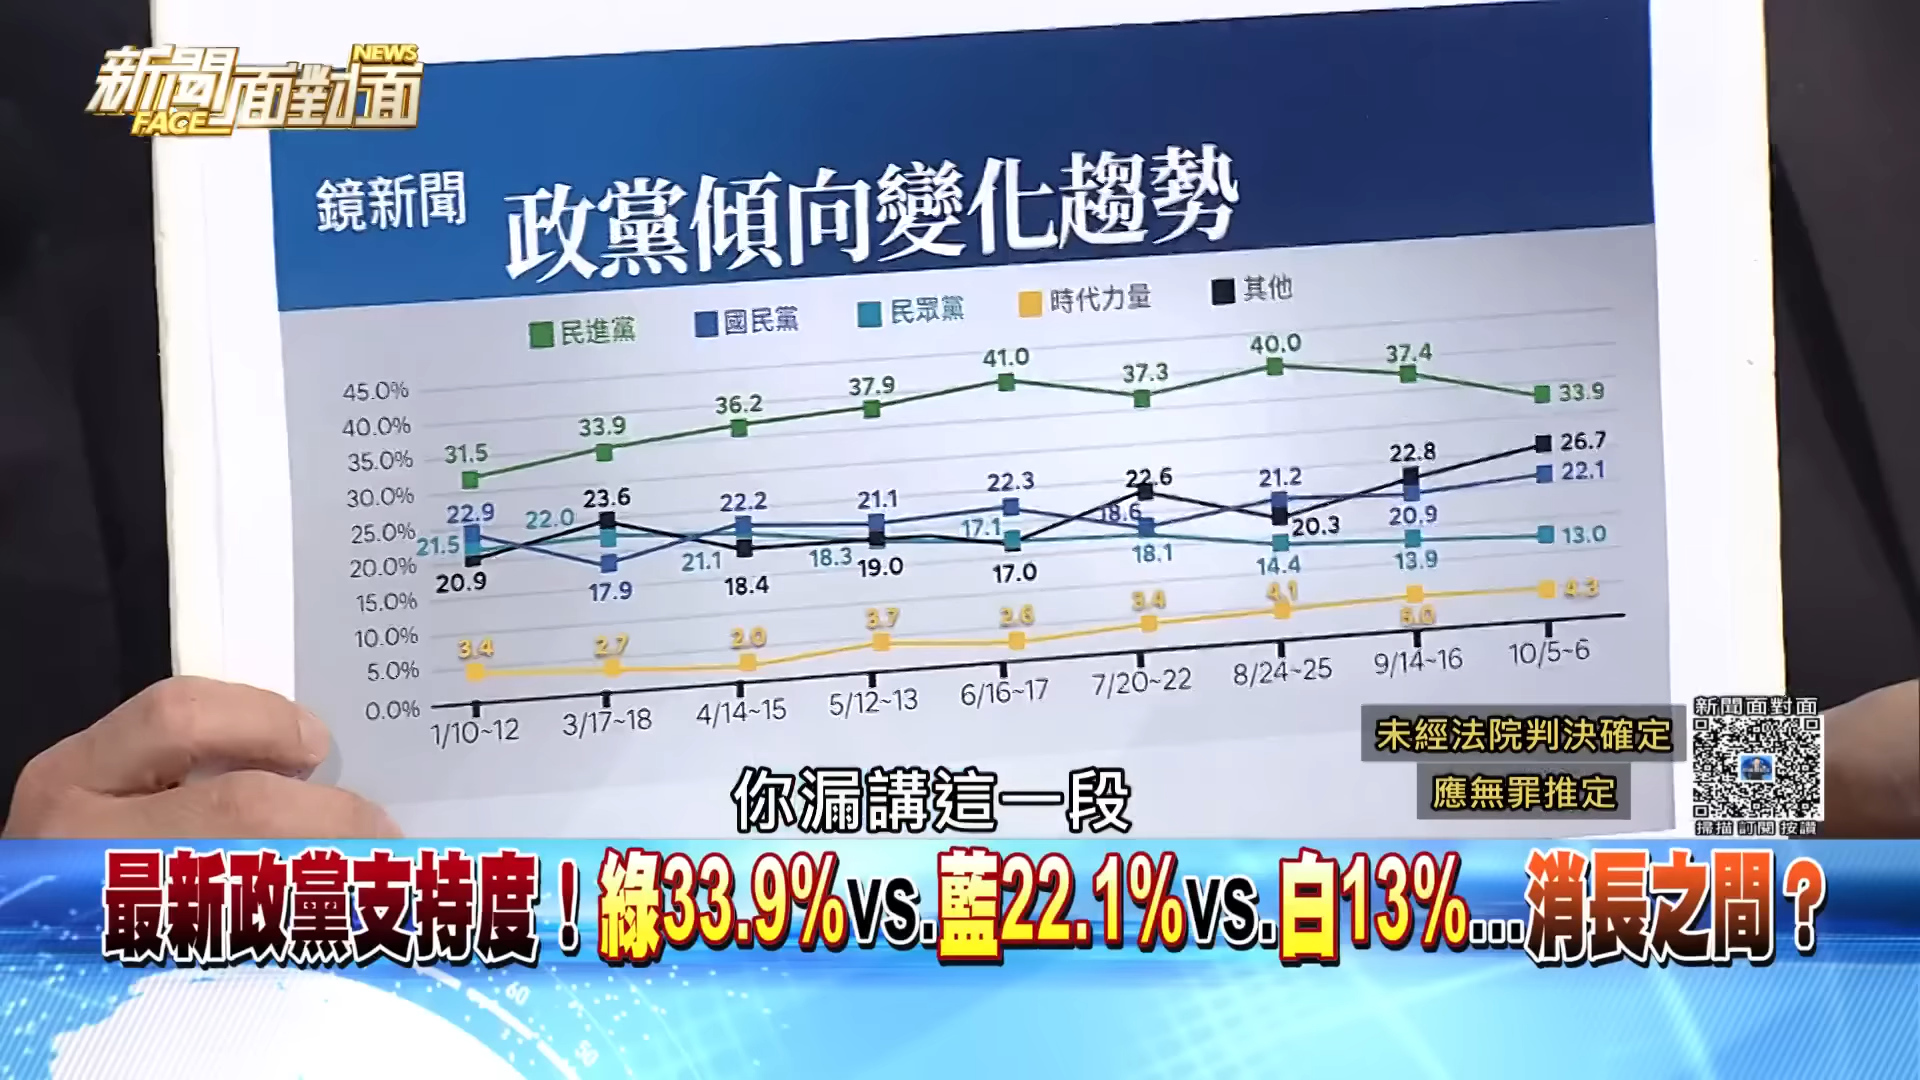 新聞面對面
NEWS
FACE
鏡新聞
政黨傾向變化趨勢
民進黨 國民黨 民眾黨 時代力量 其他
45.0%
40.0%
35.0%
30.0%
25.0%
20.0%
15.0%
10.0%
5.0%
0.0%
31.5 33.9 36.2 37.9 41.0 37.3 40.0 37.4 33.9
22.9 17.9 22.2 21.1 22.3 18.6 21.2 20.9 22.1
21.5 22.0 21.1 18.3 17.1 18.1 14.4 13.9 13.0
20.9 23.6 18.4 19.0 17.0 22.6 20.3 22.8 26.7
3.4 2.7 2.0 3.7 2.6 3.4 4.1 5.0 4.3
1/10~12 3/17~18 4/14~15 5/12~13 6/16~17 7/20~22 8/24~25 9/14~16 10/5~6
新聞面對面
未經法院判決確定
應無罪推定
掃描 訂閱 按讚
你漏講這一段
最新政黨支持度！綠33.9%vs.藍22.1%vs.白13%...消長之間？
60
50